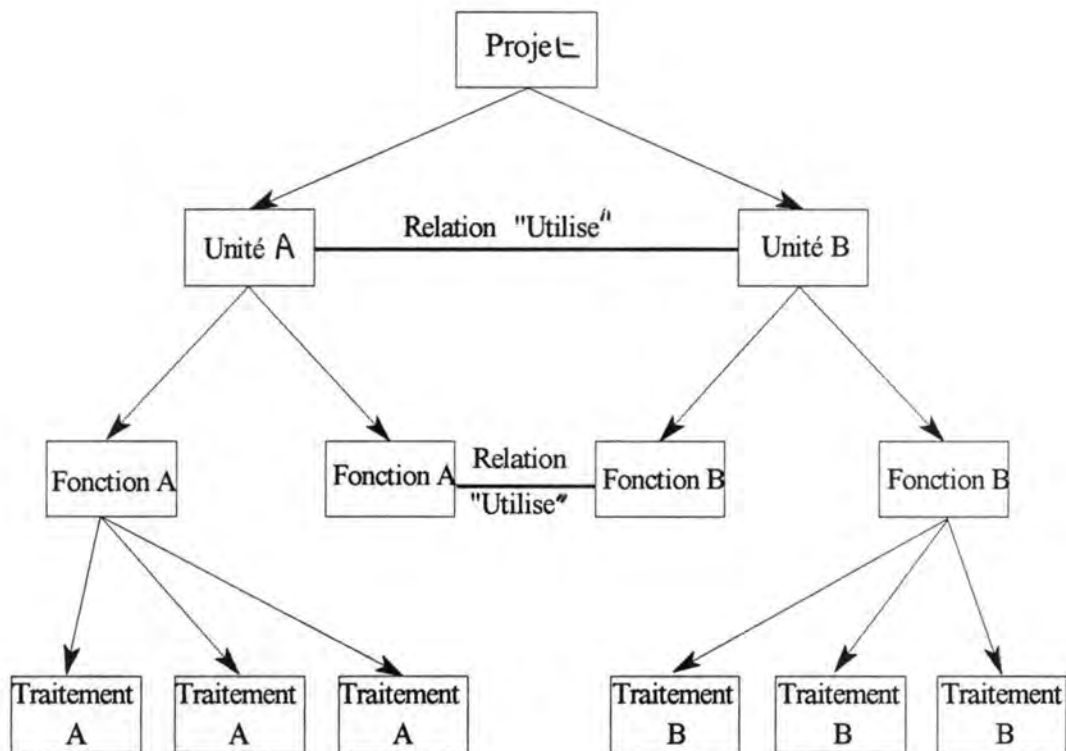 Projet
Relation "Utilise"
Unité A
Unité B
Fonction A
Fonction A
Relation
"Utilise"
Fonction B
Fonction B
Traitement
A
Traitement
A
Traitement
A
Traitement
B
Traitement
B
Traitement
B